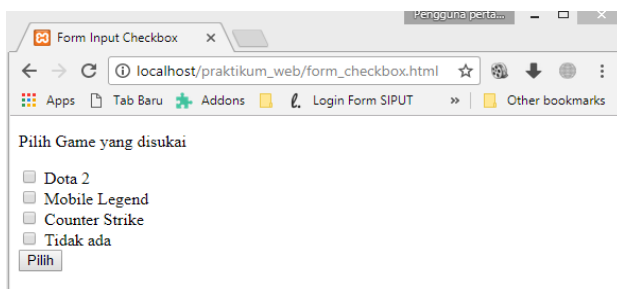 Pengguna perta...
Form Input Checkbox
localhost/praktikum_web/form_checkbox.html
Apps Tab Baru Addons Login Form SIPUT » Other bookmarks
Pilih Game yang disukai
Dota 2
Mobile Legend
Counter Strike
Tidak ada
Pilih